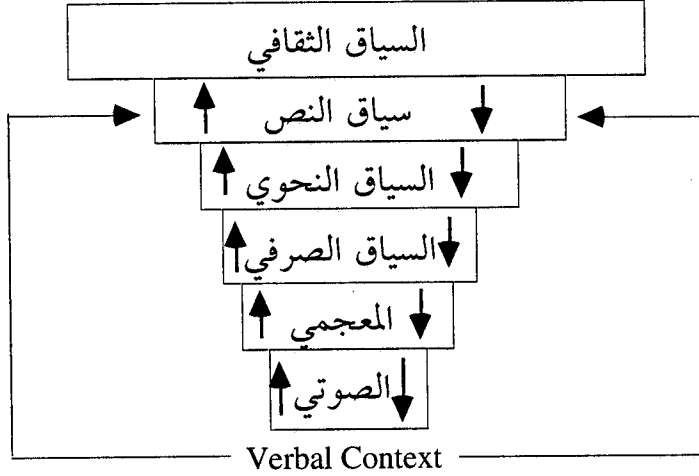 السياق الثقافي
سياق النص
السياق النحوي
السياق الصرفي
المعجمي
الصوتي
Verbal Context